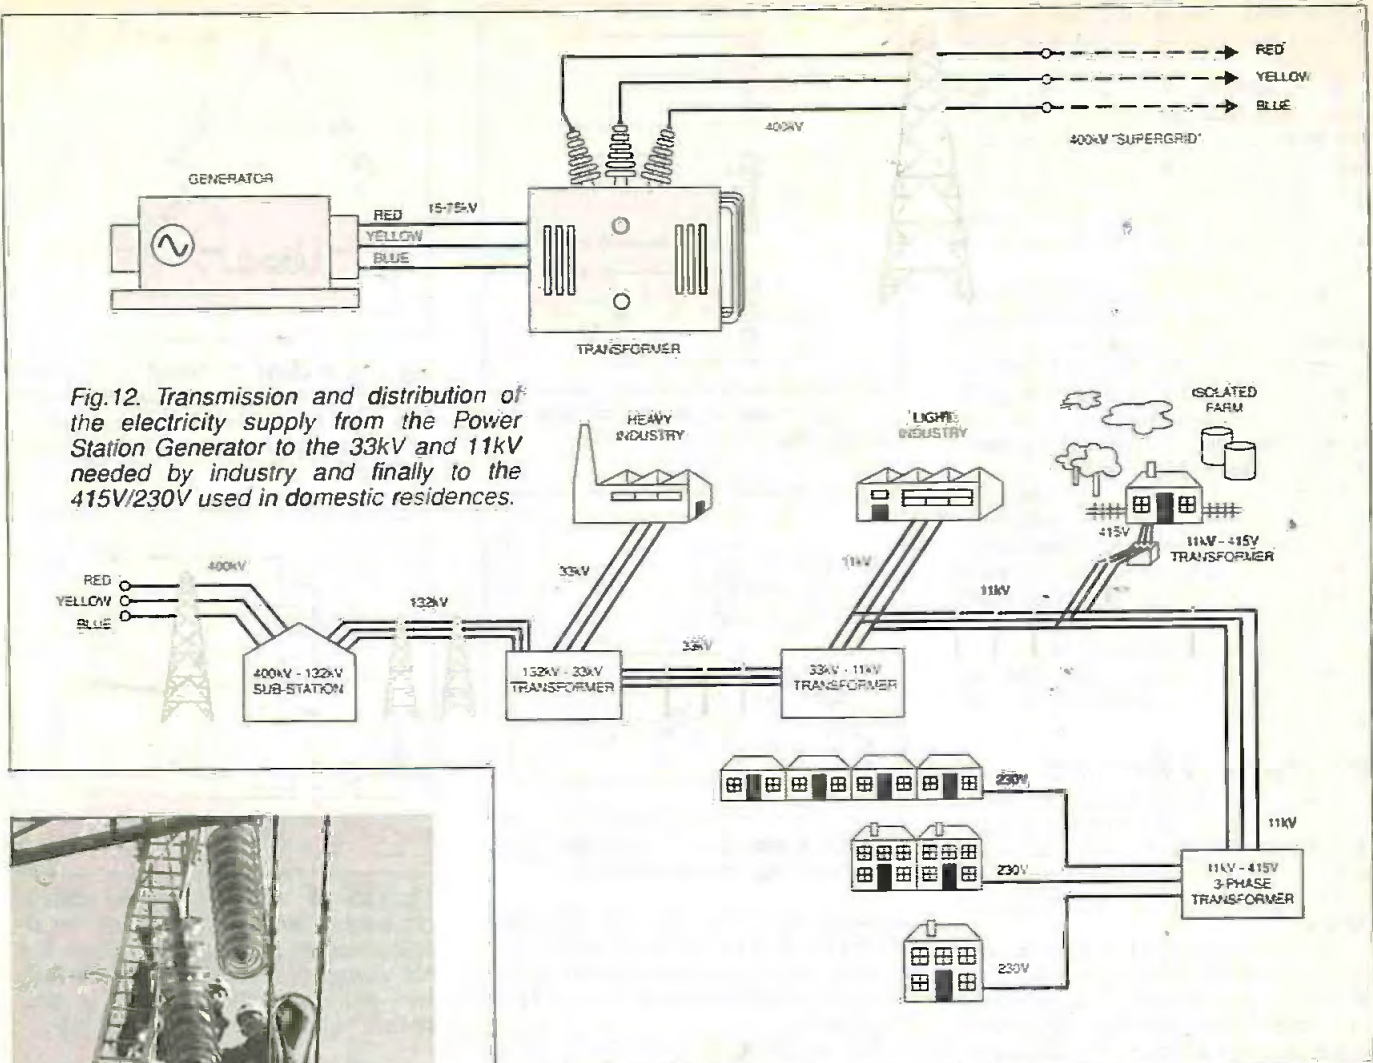 RED
YELLOW
BLUE
400kV
400kV "SUPERGRID"
GENERATOR
RED
15-75kV
YELLOW
BLUE
TRANSFORMER
Fig.12. Transmission and distribution of
the electricity supply from the Power
Station Generator to the 33kV and 11kV
needed by industry and finally to the
415V/230V used in domestic residences.
HEAVY
INDUSTRY
LIGHT
INDUSTRY
ISOLATED
FARM
415V
11kV - 415V
TRANSFORMER
RED
YELLOW
BLUE
400kV
132kV
33kV
11kV
11kV
33kV
400kV - 132kV
SUB-STATION
132kV - 33kV
TRANSFORMER
33kV - 11kV
TRANSFORMER
230V
11kV
230V
11kV - 415V
3-PHASE
TRANSFORMER
230V